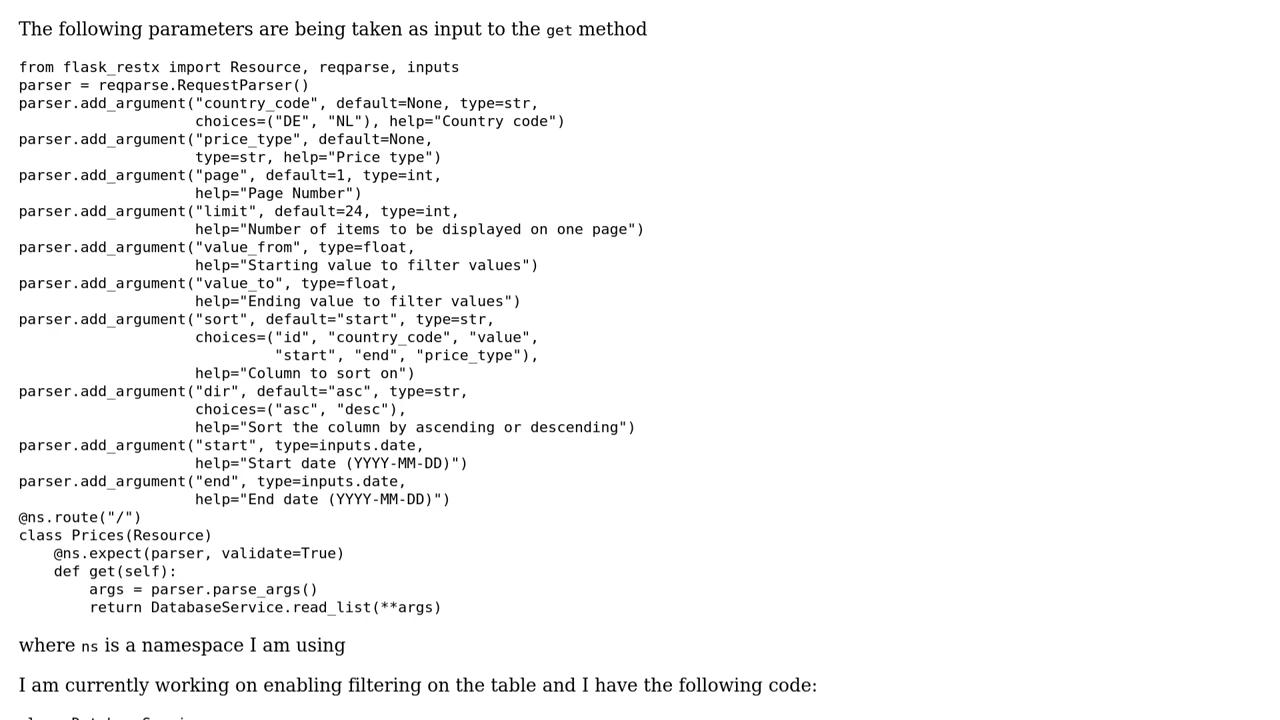 The following parameters are being taken as input to the get method
from flask_restx import Resource, reqparse, inputs
parser = reqparse.RequestParser()
parser.add_argument("country_code", default=None, type=str,
                    choices=("DE", "NL"), help="Country code")
parser.add_argument("price_type", default=None,
                    type=str, help="Price type")
parser.add_argument("page", default=1, type=int,
                    help="Page Number")
parser.add_argument("limit", default=24, type=int,
                    help="Number of items to be displayed on one page")
parser.add_argument("value_from", type=float,
                    help="Starting value to filter values")
parser.add_argument("value_to", type=float,
                    help="Ending value to filter values")
parser.add_argument("sort", default="start", type=str,
                    choices=("id", "country_code", "value",
                             "start", "end", "price_type"),
                    help="Column to sort on")
parser.add_argument("dir", default="asc", type=str,
                    choices=("asc", "desc"),
                    help="Sort the column by ascending or descending")
parser.add_argument("start", type=inputs.date,
                    help="Start date (YYYY-MM-DD)")
parser.add_argument("end", type=inputs.date,
                    help="End date (YYYY-MM-DD)")
@ns.route("/")
class Prices(Resource)
    @ns.expect(parser, validate=True)
    def get(self):
        args = parser.parse_args()
        return DatabaseService.read_list(**args)
where ns is a namespace I am using
I am currently working on enabling filtering on the table and I have the following code: